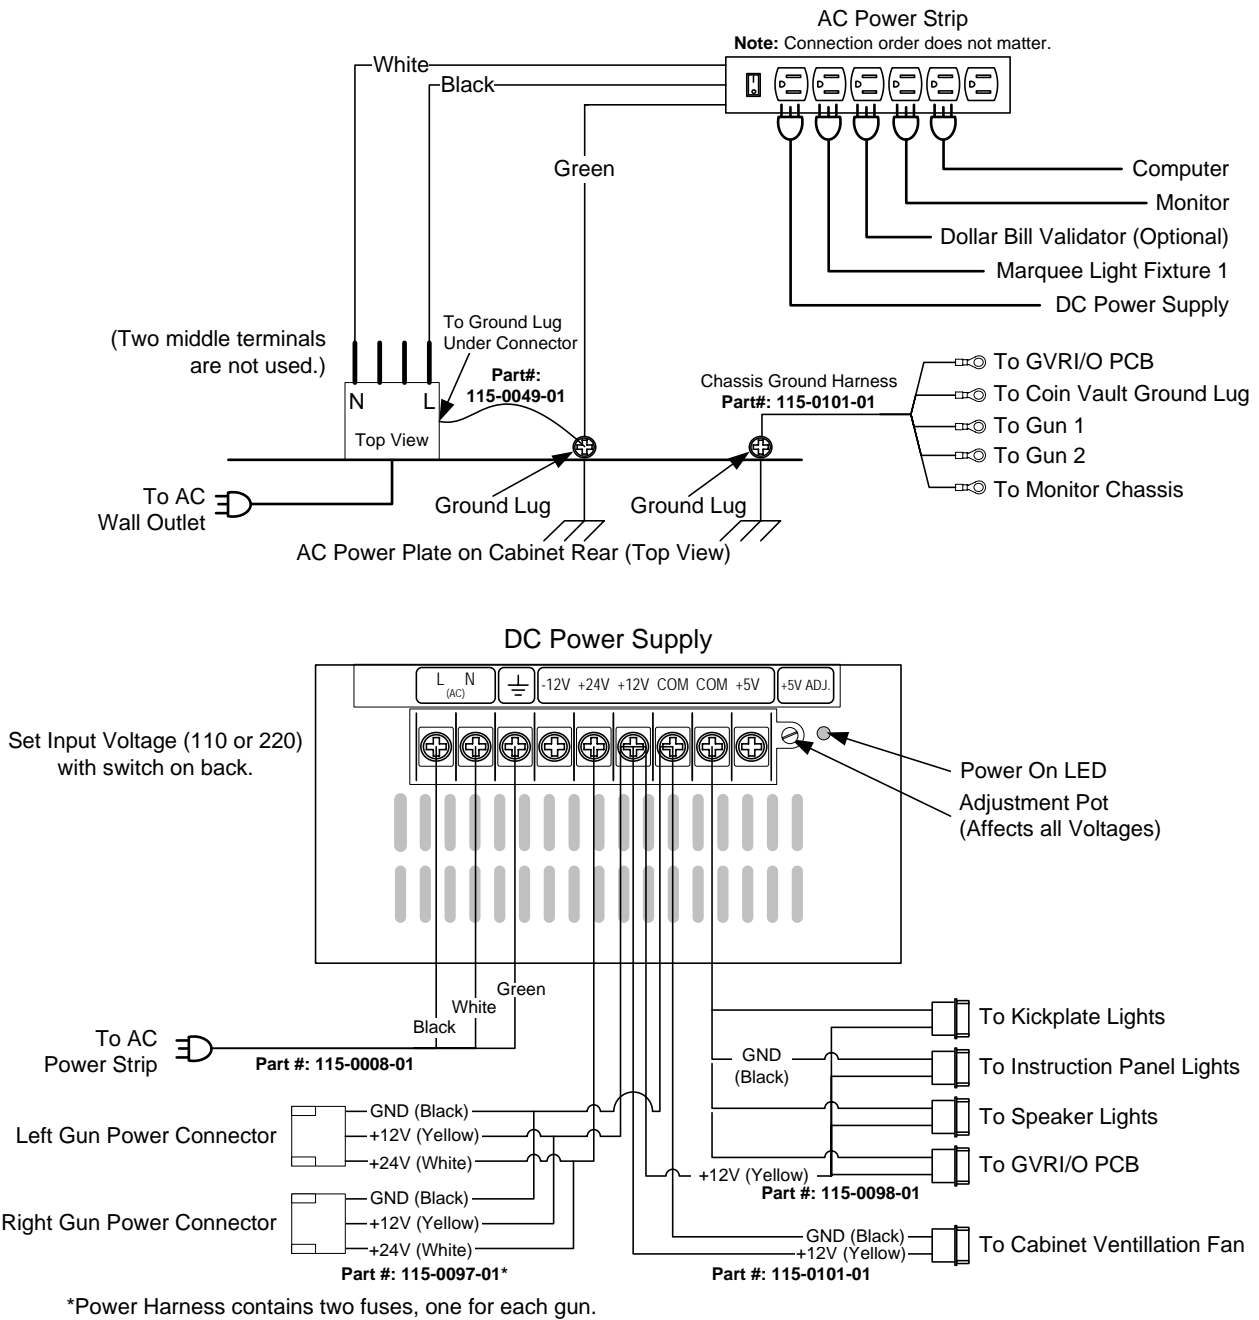 AC Power Strip
Note: Connection order does not matter.
White
Black
Green
Computer
Monitor
Dollar Bill Validator (Optional)
Marquee Light Fixture 1
DC Power Supply
(Two middle terminals
are not used.)
To Ground Lug
Under Connector
Part#:
115-0049-01
N L
Top View
Chassis Ground Harness
Part#: 115-0101-01
To GVRI/O PCB
To Coin Vault Ground Lug
To Gun 1
To Gun 2
To Monitor Chassis
To AC
Wall Outlet
Ground Lug
Ground Lug
AC Power Plate on Cabinet Rear (Top View)
DC Power Supply
L N
(AC)
-12V +24V +12V COM COM +5V
+5V ADJ.
Set Input Voltage (110 or 220)
with switch on back.
Power On LED
Adjustment Pot
(Affects all Voltages)
Green
White
Black
To AC
Power Strip
Part #: 115-0008-01
GND (Black)
+12V (Yellow)
+24V (White)
Left Gun Power Connector
GND (Black)
+12V (Yellow)
+24V (White)
Right Gun Power Connector
Part #: 115-0097-01*
To Kickplate Lights
GND
(Black)
To Instruction Panel Lights
To Speaker Lights
To GVRI/O PCB
+12V (Yellow)
Part #: 115-0098-01
GND (Black)
+12V (Yellow)
To Cabinet Ventillation Fan
Part #: 115-0101-01
*Power Harness contains two fuses, one for each gun.